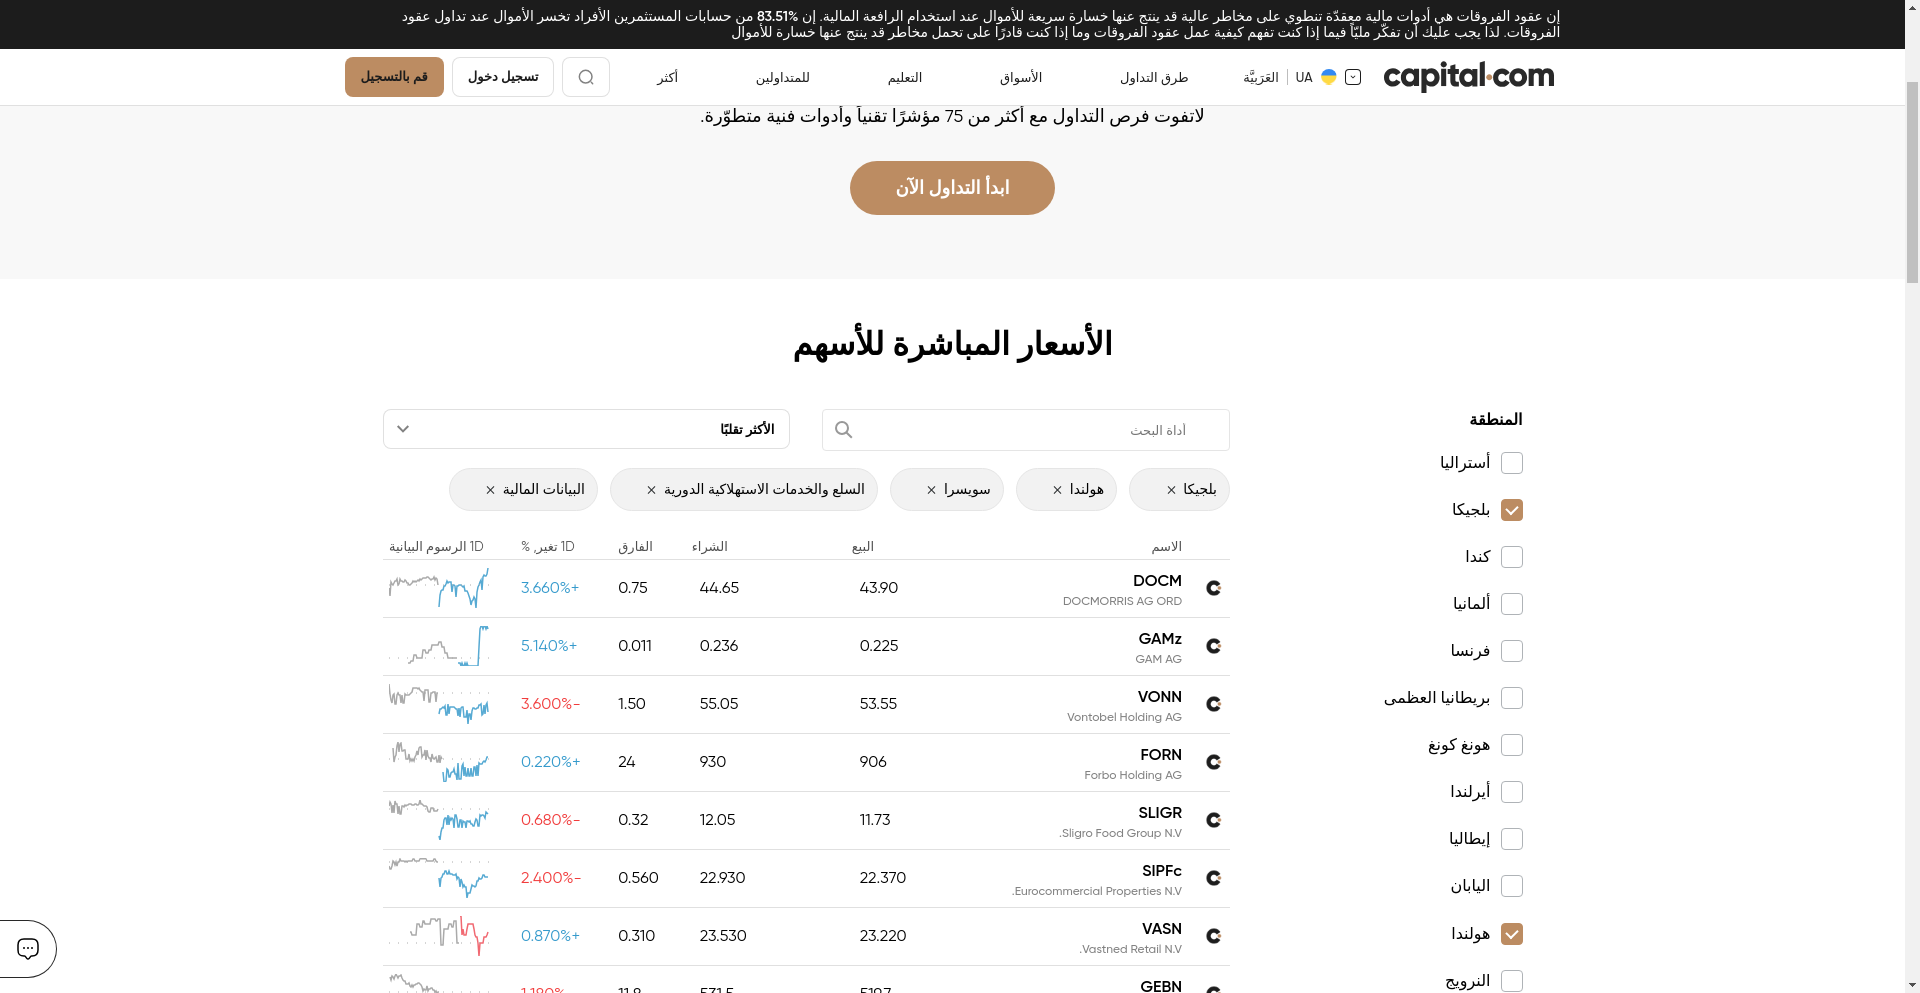 إن عقود الفروقات هي أدوات مالية معقدّة تنطوي على مخاطر عالية قد ينتج عنها خسارة سريعة للأموال عند استخدام الرافعة المالية. إن 83.51% من حسابات المستثمرين الأفراد تخسر الأموال عند تداول عقود
الفروقات. لذا يجب عليك أن تفكّر مليّاً فيما إذا كنت تفهم كيفية عمل عقود الفروقات وما إذا كنت قادرًا على تحمل مخاطر قد ينتج عنها خسارة للأموال
capital.com
UA العَرَبِيَّة
طرق التداول
الأسواق
التعليم
للمتداولين
أكثر
تسجيل دخول
قم بالتسجيل
لاتفوت فرص التداول مع أكثر من 75 مؤشرًا تقنياً وأدوات فنية متطوّرة.
ابدأ التداول الآن
الأسعار المباشرة للأسهم
المنطقة
أستراليا
بلجيكا
كندا
ألمانيا
فرنسا
بريطانيا العظمى
هونغ كونغ
أيرلندا
إيطاليا
اليابان
هولندا
النرويج
أداة البحث
الأكثر تقلبًا
بلجيكا ×
هولندا ×
سويسرا ×
السلع والخدمات الاستهلاكية الدورية ×
البيانات المالية ×
الاسم البيع الشراء الفارق 1D تغير, % 1D الرسوم البيانية
DOCM 43.90 44.65 0.75 3.660%+
DOCMORRIS AG ORD
GAMz 0.225 0.236 0.011 5.140%+
GAM AG
VONN 53.55 55.05 1.50 3.600%-
Vontobel Holding AG
FORN 906 930 24 0.220%+
Forbo Holding AG
SLIGR 11.73 12.05 0.32 0.680%-
.Sligro Food Group N.V
SIPFc 22.370 22.930 0.560 2.400%-
.Eurocommercial Properties N.V
VASN 23.220 23.530 0.310 0.870%+
.Vastned Retail N.V
GEBN 519.7 531.5 11.8 1.180%-